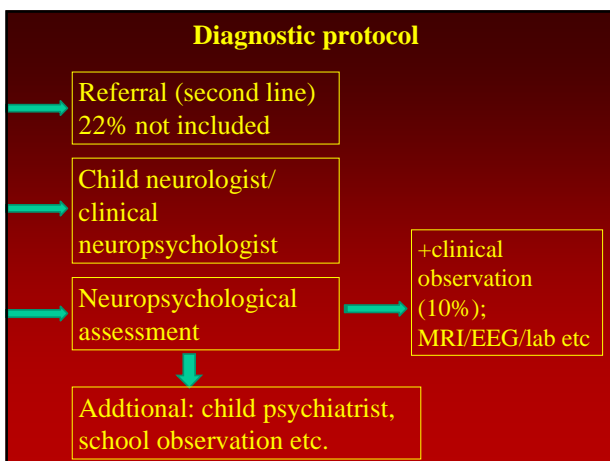 Diagnostic protocol
Referral (second line)
22% not included
Child neurologist/
clinical
neuropsychologist
Neuropsychological
assessment
+clinical
observation
(10%);
MRI/EEG/lab etc
Addtional: child psychiatrist,
school observation etc.